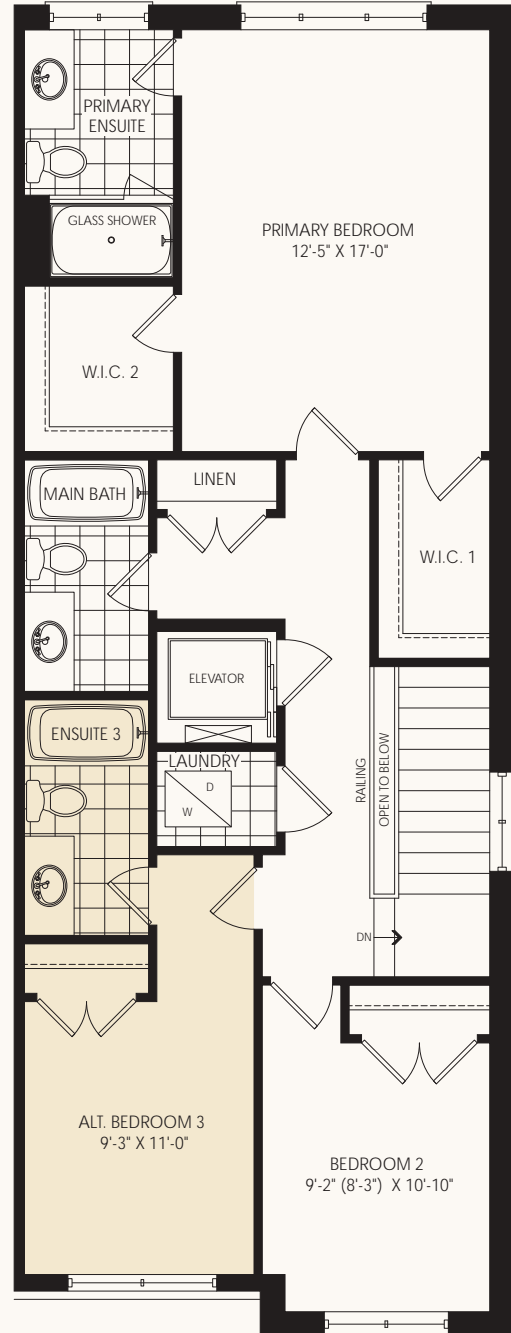 PRIMARY
ENSUITE
GLASS SHOWER
PRIMARY BEDROOM
12'-5" X 17'-0"
W.I.C. 2
MAIN BATH
LINEN
W.I.C. 1
ELEVATOR
ENSUITE 3
LAUNDRY
D
W
RAILING
OPEN TO BELOW
DN
ALT. BEDROOM 3
9'-3" X 11'-0"
BEDROOM 2
9'-2" (8'-3") X 10'-10"